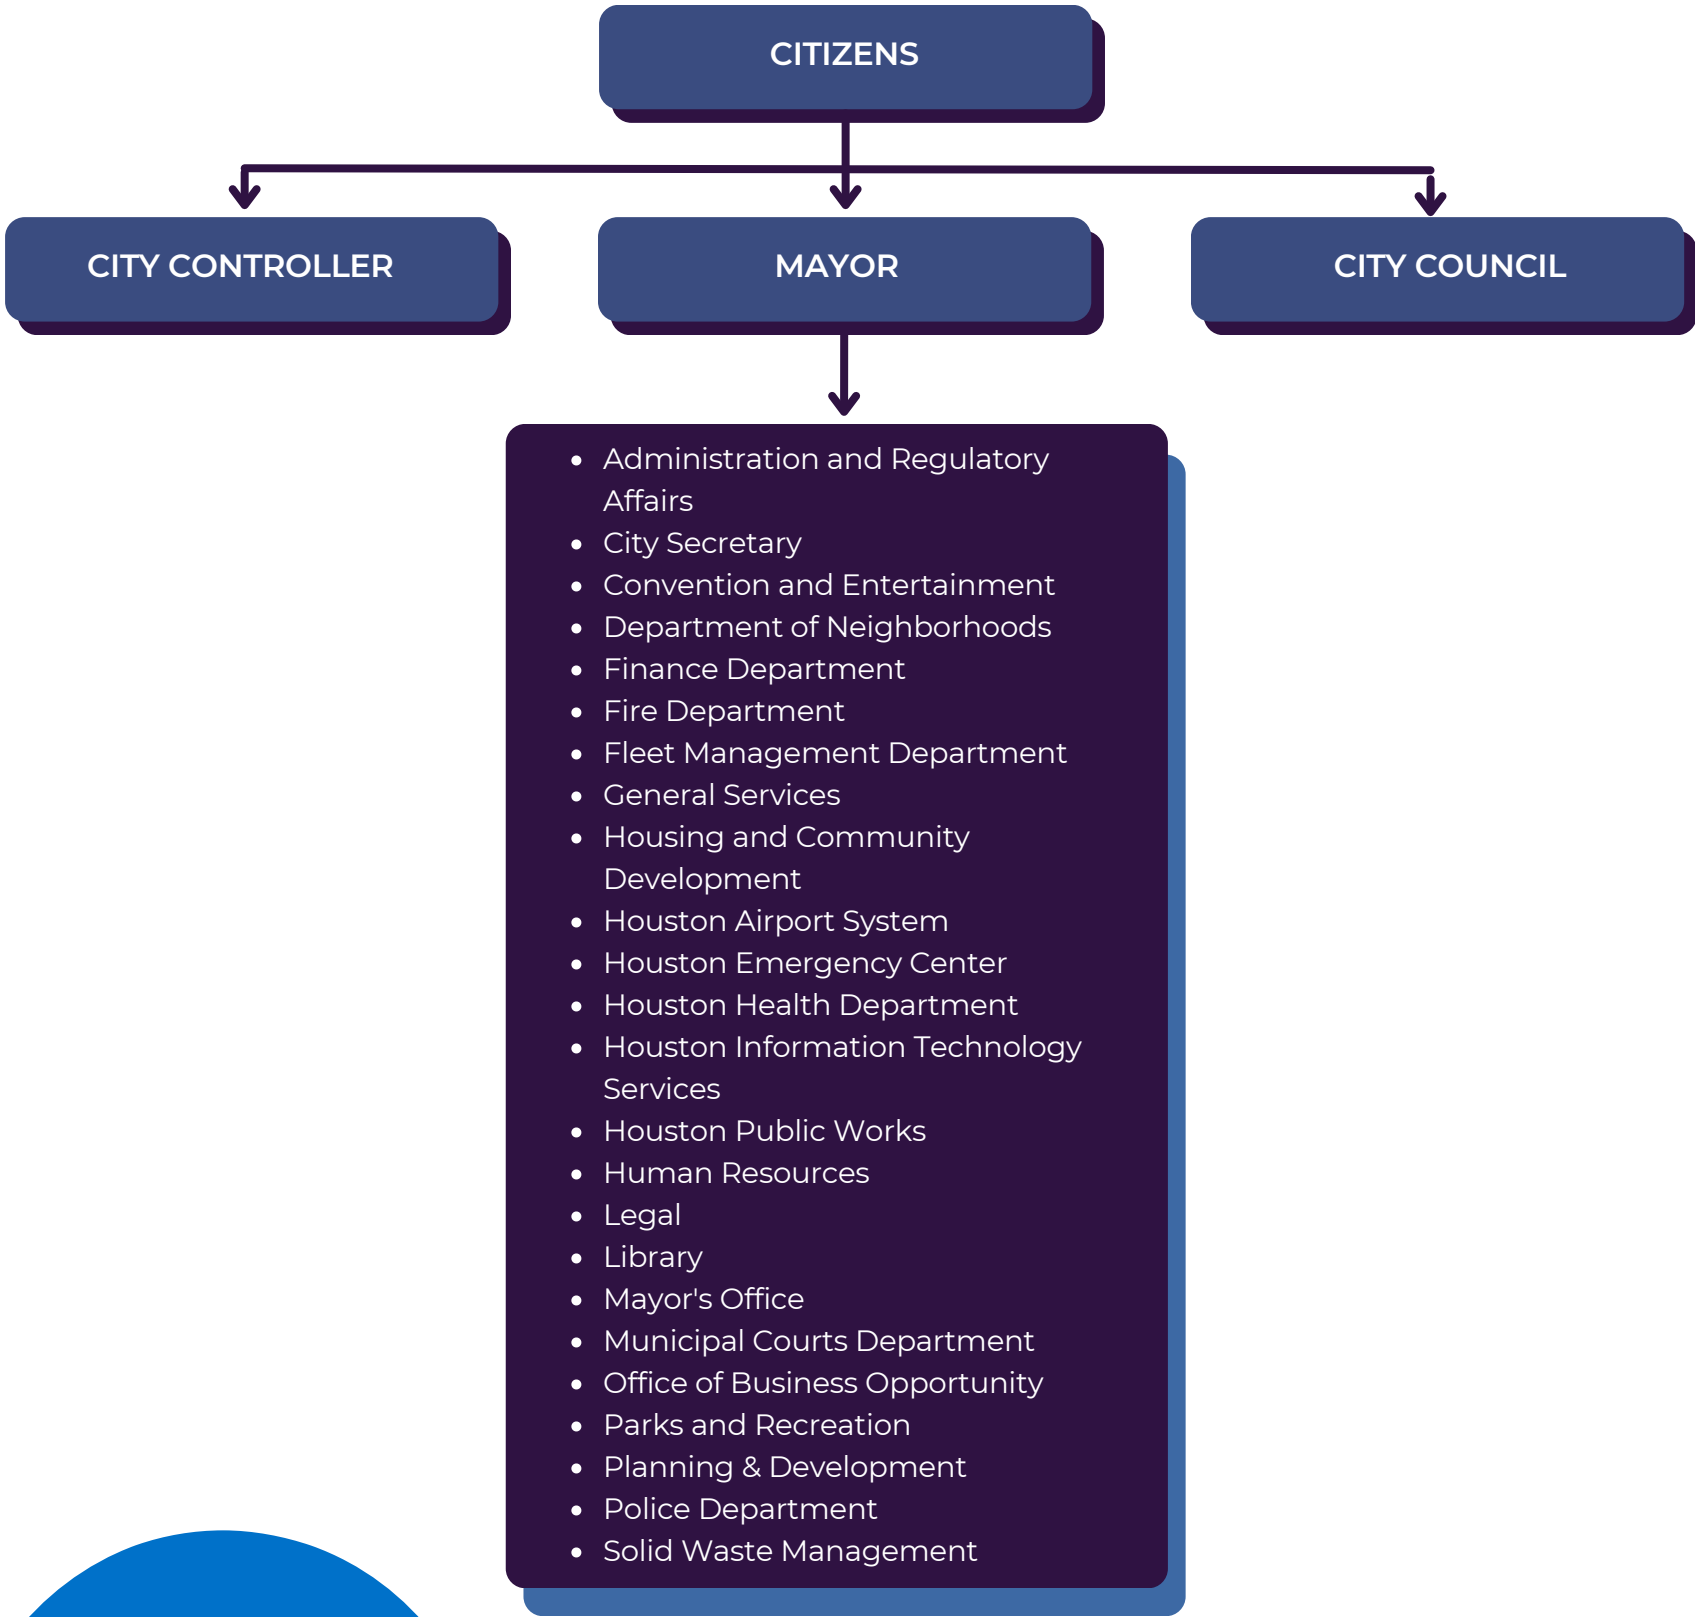 CITIZENS
CITY CONTROLLER
MAYOR
CITY COUNCIL
• Administration and Regulatory
Affairs
• City Secretary
• Convention and Entertainment
• Department of Neighborhoods
• Finance Department
• Fire Department
• Fleet Management Department
• General Services
• Housing and Community
Development
• Houston Airport System
• Houston Emergency Center
• Houston Health Department
• Houston Information Technology
Services
• Houston Public Works
• Human Resources
• Legal
• Library
• Mayor's Office
• Municipal Courts Department
• Office of Business Opportunity
• Parks and Recreation
• Planning & Development
• Police Department
• Solid Waste Management